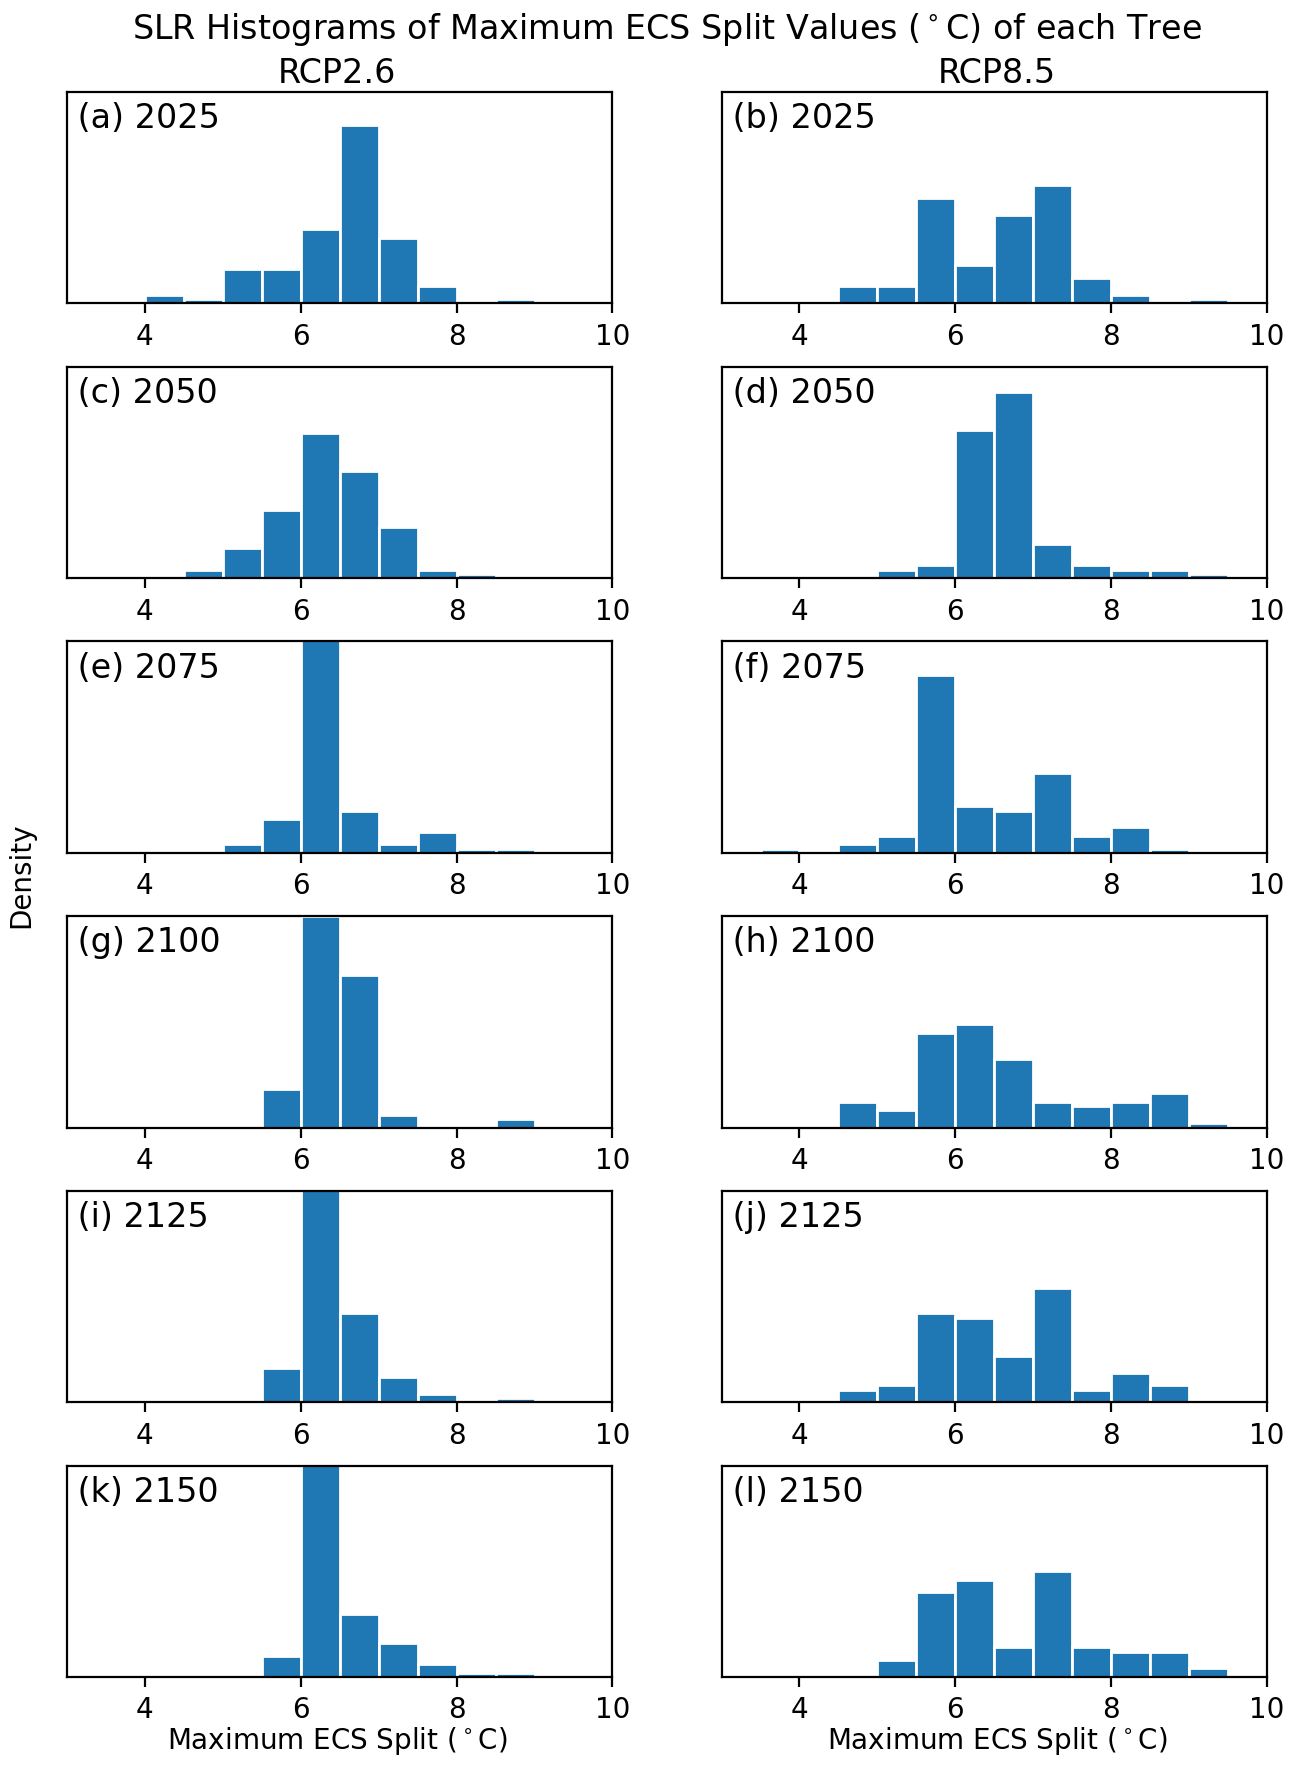 SLR Histograms of Maximum ECS Split Values (°C) of each Tree
RCP2.6
RCP8.5
(a) 2025
4 6 8 10
(b) 2025
4 6 8 10
(c) 2050
4 6 8 10
(d) 2050
4 6 8 10
(e) 2075
4 6 8 10
(f) 2075
4 6 8 10
Density
(g) 2100
4 6 8 10
(h) 2100
4 6 8 10
(i) 2125
4 6 8 10
(j) 2125
4 6 8 10
(k) 2150
4 6 8 10
Maximum ECS Split (°C)
(l) 2150
4 6 8 10
Maximum ECS Split (°C)